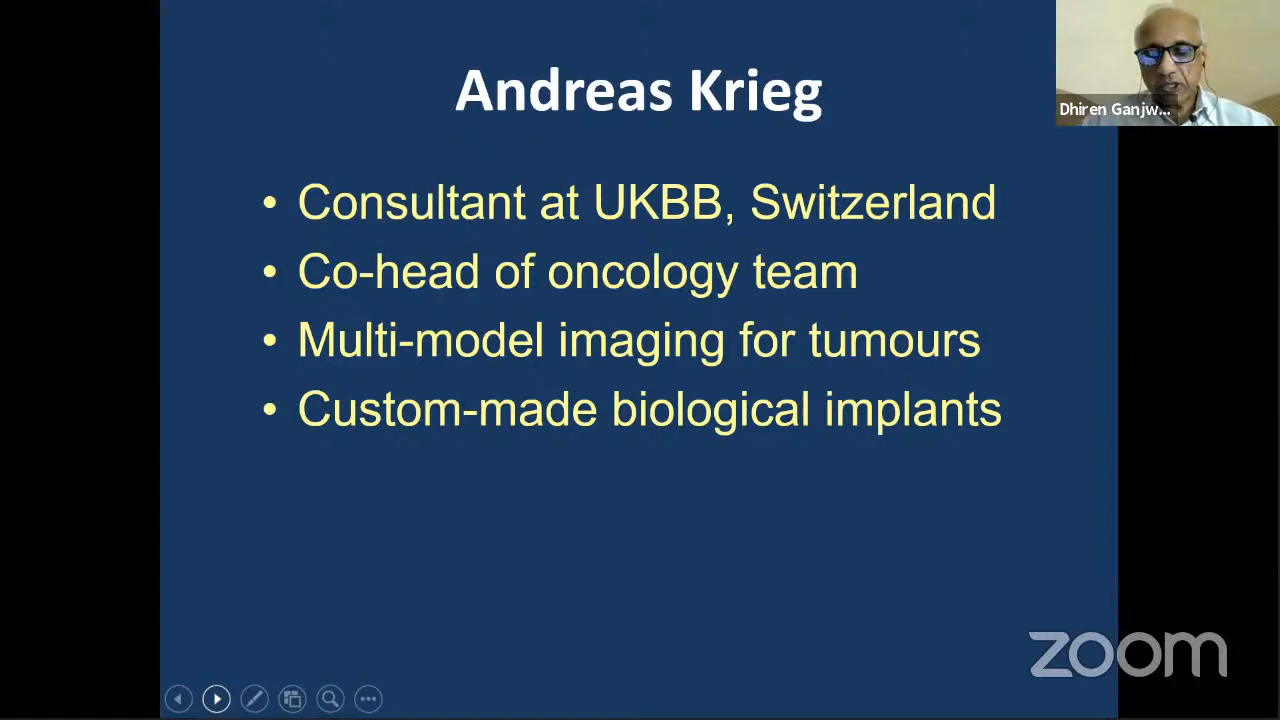 Andreas Krieg
Dhiren Ganjw...
• Consultant at UKBB, Switzerland
• Co-head of oncology team
• Multi-model imaging for tumours
• Custom-made biological implants
zoom